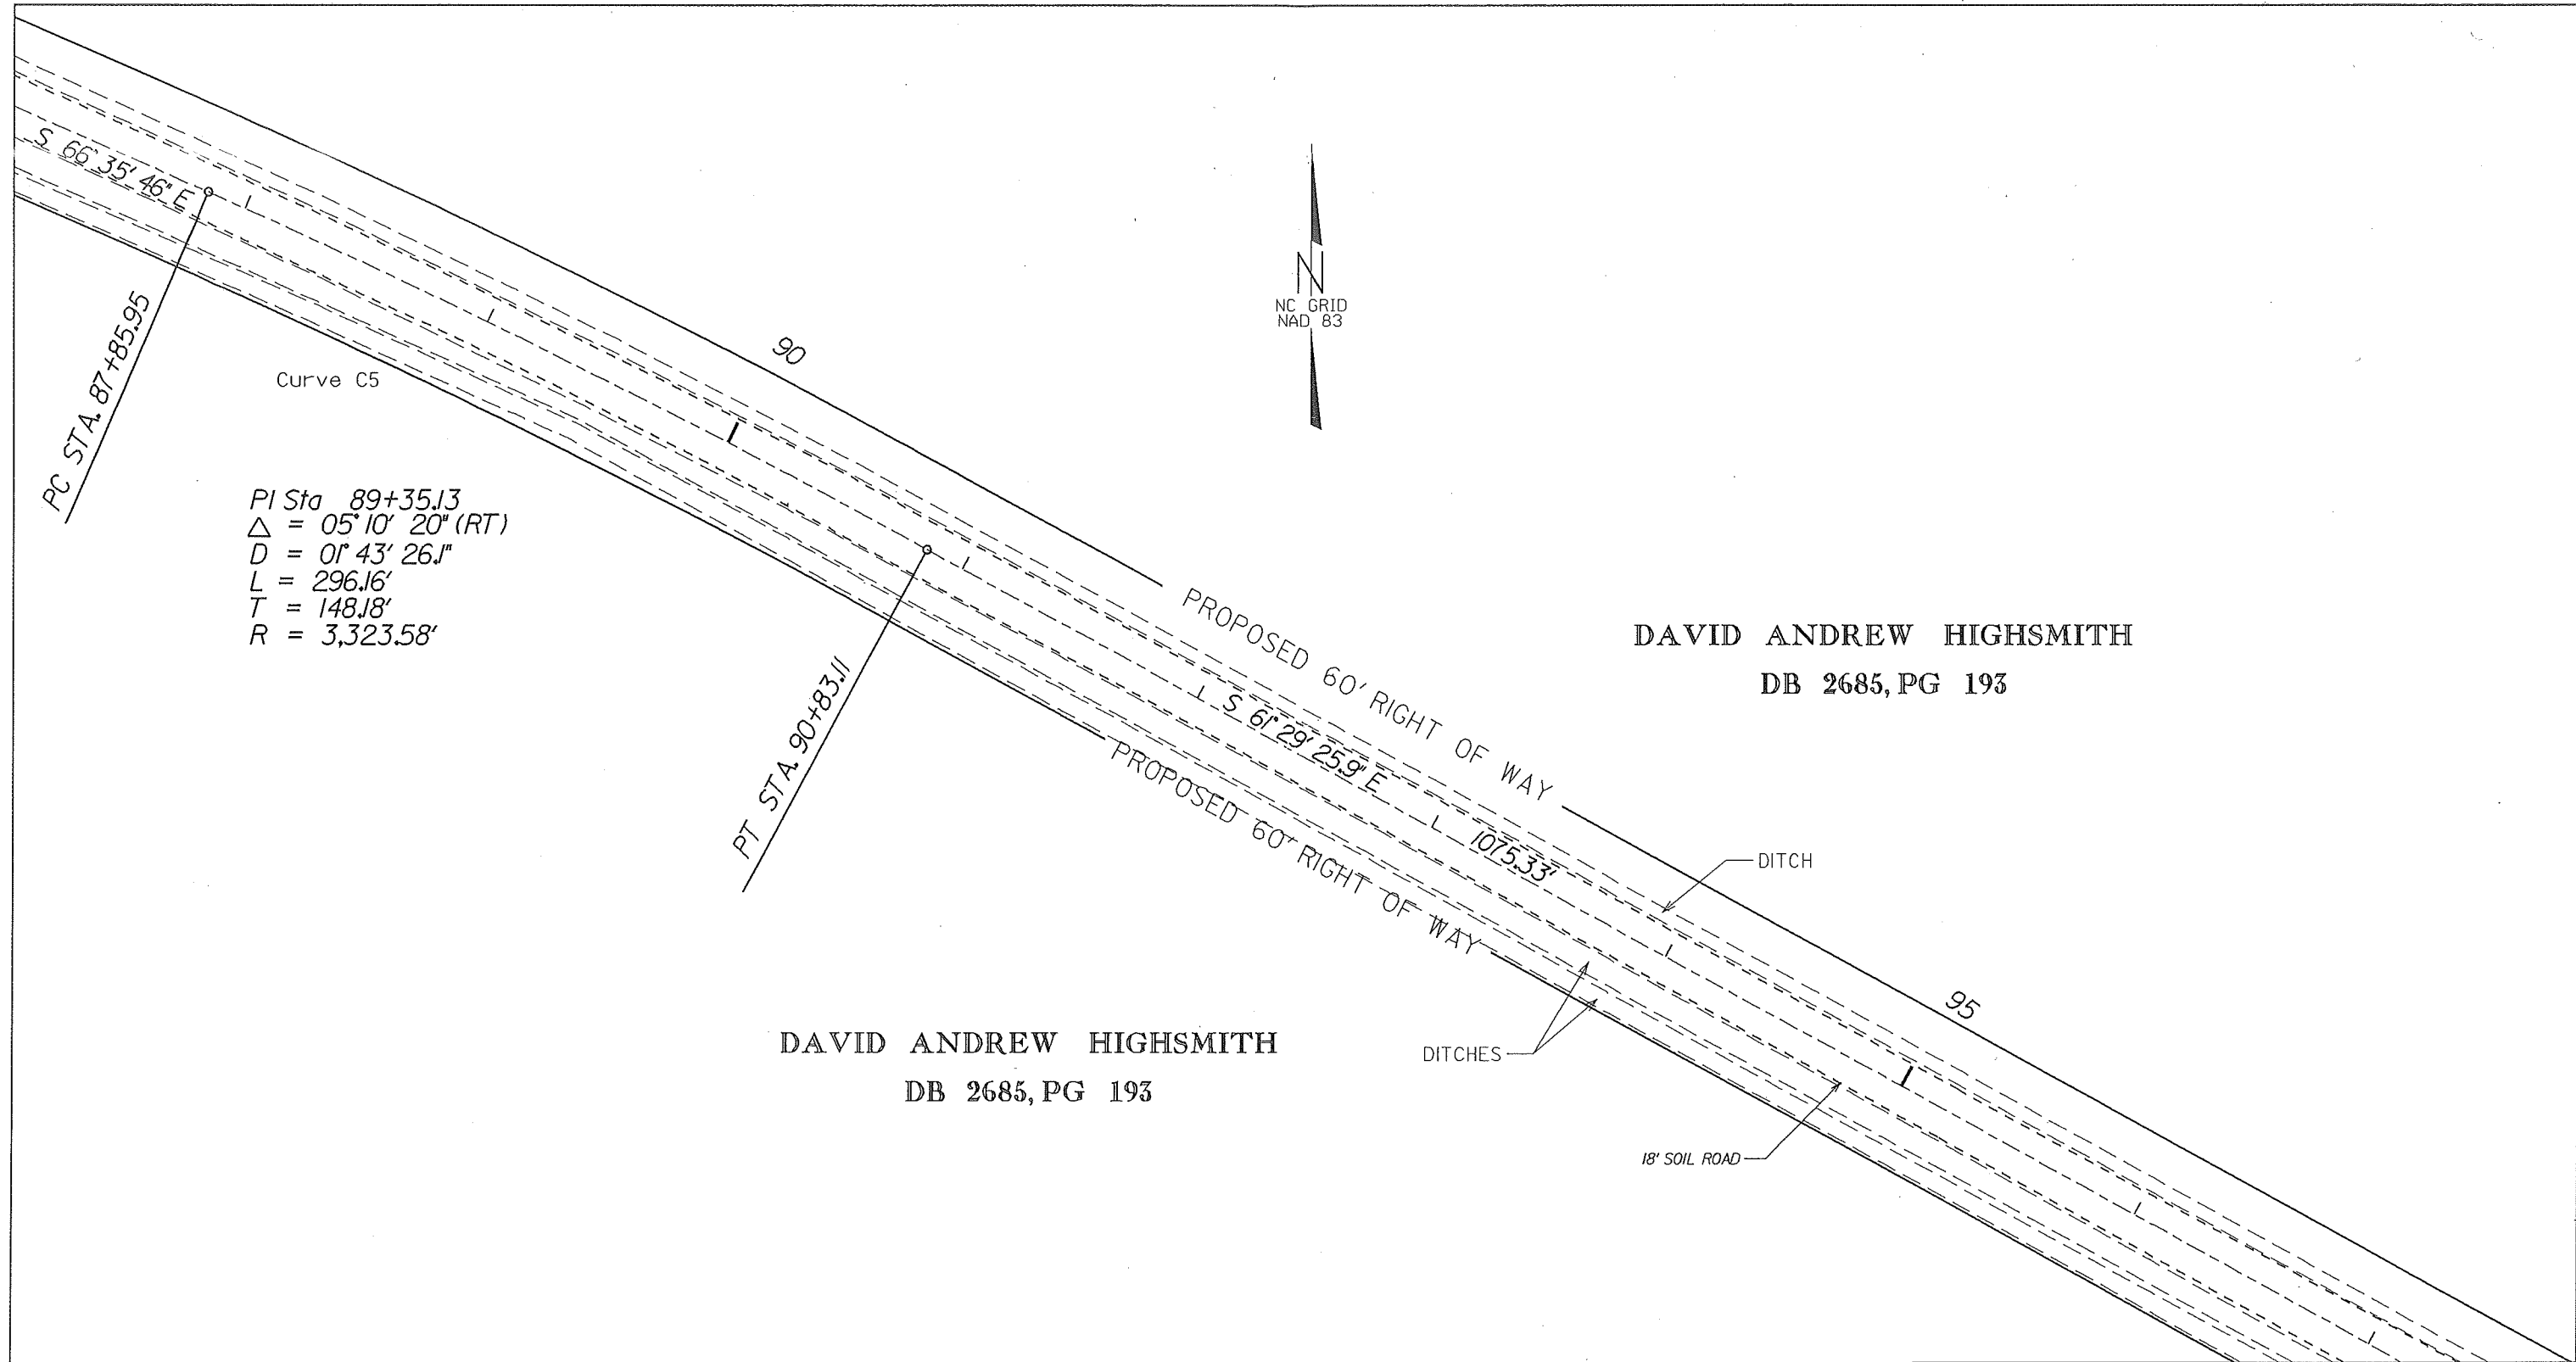 S 66° 35' 46" E
PC STA. 87+85.95
Curve C5
90
N
NC GRID
NAD 83
PI Sta 89+35.13
Δ = 05° 10' 20" (RT)
D = 01° 43' 26.1"
L = 296.16'
T = 148.18'
R = 3,323.58'
PT STA. 90+83.11
PROPOSED 60' RIGHT OF WAY
S 61° 29' 25.9" E
1075.33'
PROPOSED 60' RIGHT OF WAY
DAVID ANDREW HIGHSMITH
DB 2685, PG 193
DITCH
95
DAVID ANDREW HIGHSMITH
DB 2685, PG 193
DITCHES
18' SOIL ROAD